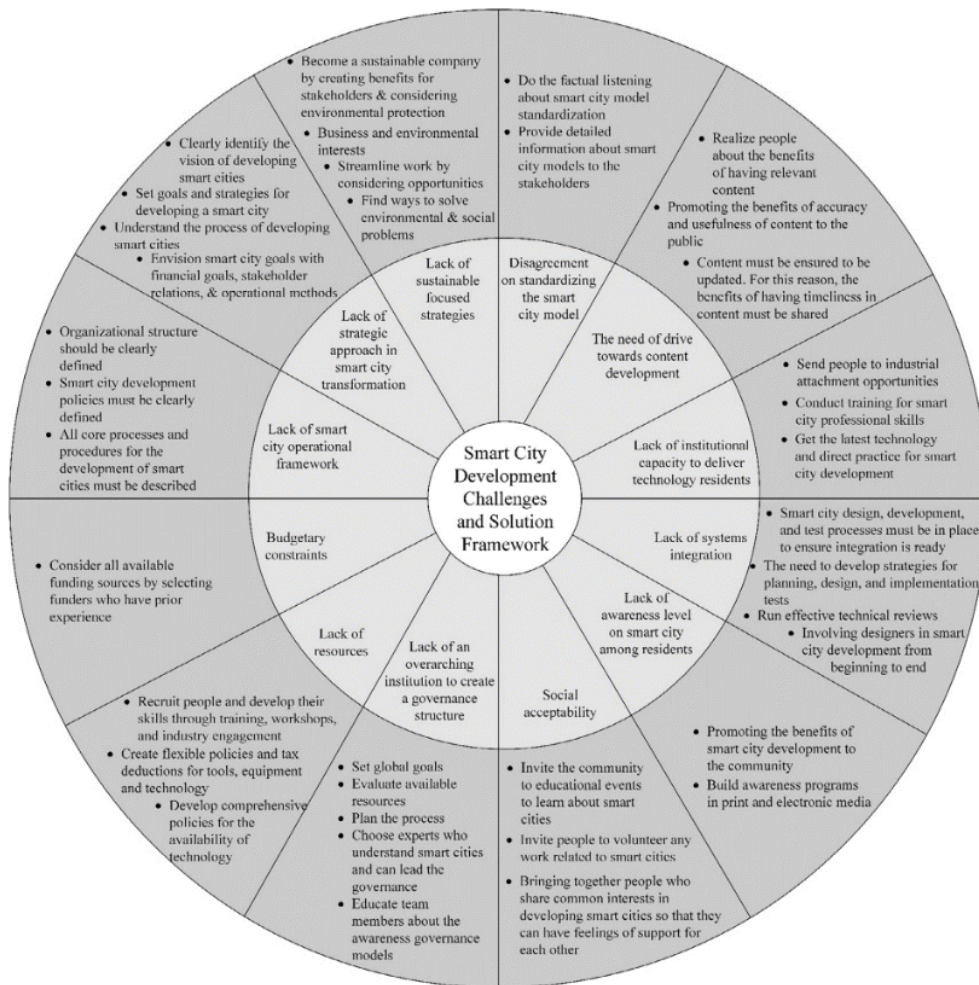 Smart City
Development
Challenges
and Solution
Framework
Disagreement
on standardizing
the smart
city model
• Do the factual listening
about smart city model
standardization
• Provide detailed
information about smart
city models to the
stakeholders
The need of drive
towards content
development
• Realize people
about the benefits
of having relevant
content
• Promoting the benefits of accuracy
and usefulness of content to the
public
• Content must be ensured to be
updated. For this reason, the
benefits of having timeliness in
content must be shared
Lack of institutional
capacity to deliver
technology residents
• Send people to industrial
attachment opportunities
• Conduct training for smart
city professional skills
• Get the latest technology
and direct practice for smart
city development
Lack of systems
integration
• Smart city design, development,
and test processes must be in place
to ensure integration is ready
• The need to develop strategies for
planning, design, and implementation
tests
• Run effective technical reviews
• Involving designers in smart
city development from
beginning to end
Lack of
awareness level
on smart city
among residents
• Promoting the benefits of
smart city development to
the community
• Build awareness programs
in print and electronic media
Social
acceptability
• Invite the community
to educational events
to learn about smart
cities
• Invite people to volunteer any
work related to smart cities
• Bringing together people who
share common interests in
developing smart cities so that they
can have feelings of support for
each other
Lack of an
overarching
institution to create
a governance
structure
• Set global goals
• Evaluate available
resources
• Plan the process
• Choose experts who
understand smart cities
and can lead the
governance
• Educate team
members about the
awareness governance
models
Lack of
resources
• Recruit people and develop their
skills through training, workshops,
and industry engagement
• Create flexible policies and tax
deductions for tools, equipment
and technology
• Develop comprehensive
policies for the
availability of
technology
Budgetary
constraints
• Consider all available
funding sources by selecting
funders who have prior
experience
Lack of smart
city operational
framework
• Organizational structure
should be clearly
defined
• Smart city development
policies must be clearly
defined
• All core processes and
procedures for the
development of smart
cities must be described
Lack of
strategic
approach in
smart city
transformation
• Clearly identify the
vision of developing
smart cities
• Set goals and strategies for
developing a smart city
• Understand the process of developing
smart cities
• Envision smart city goals with
financial goals, stakeholder
relations, & operational methods
Lack of
sustainable
focused
strategies
• Become a sustainable company
by creating benefits for
stakeholders & considering
environmental protection
• Business and environmental
interests
• Streamline work by
considering opportunities
• Find ways to solve
environmental & social
problems